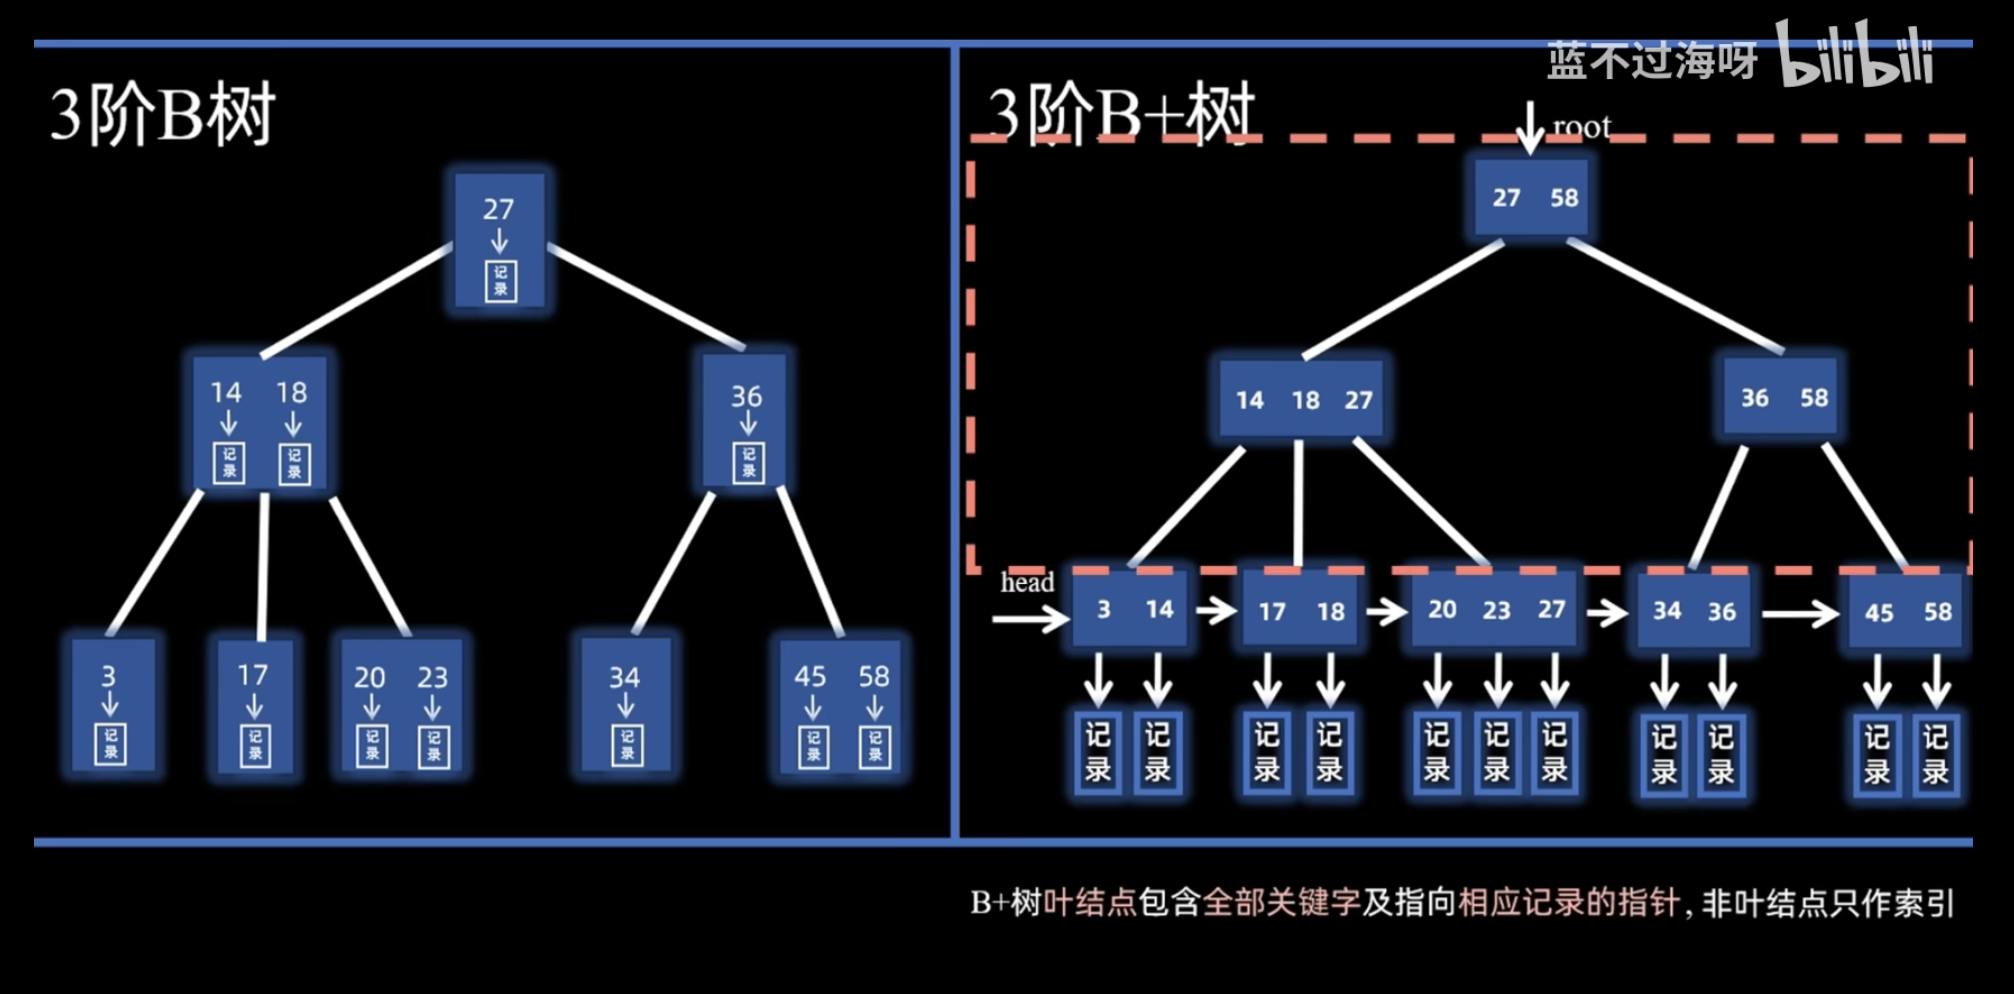 蓝不过海呀 bilibili
3阶B树
27
记录
14 18
记录 记录
36
记录
3
记录
17
记录
20 23
记录 记录
34
记录
45 58
记录 记录
3阶B+树
root
27 58
14 18 27
36 58
head
3 14
17 18
20 23 27
34 36
45 58
记录 记录 记录 记录 记录 记录 记录 记录 记录 记录 记录
B+树叶结点包含全部关键字及指向相应记录的指针, 非叶结点只作索引